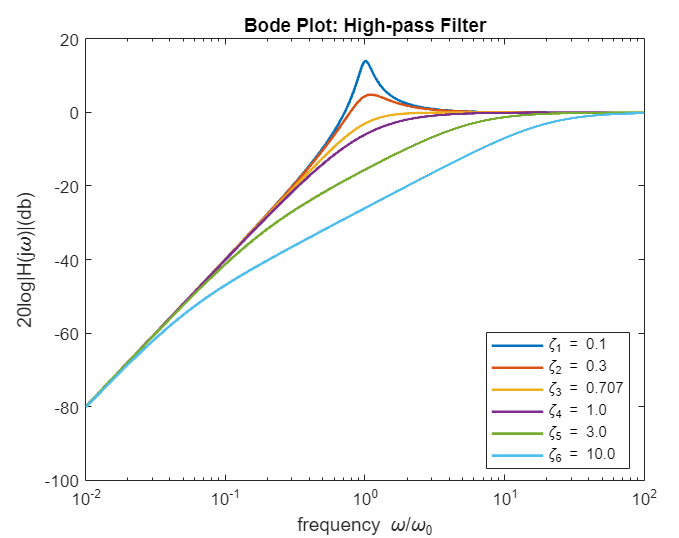 Bode Plot: High-pass Filter
20
0
-20
-40
-60
-80
-100
20log|H(jω)|(db)
ζ₁ = 0.1
ζ₂ = 0.3
ζ₃ = 0.707
ζ₄ = 1.0
ζ₅ = 3.0
ζ₆ = 10.0
10⁻² 10⁻¹ 10⁰ 10¹ 10²
frequency ω/ω₀